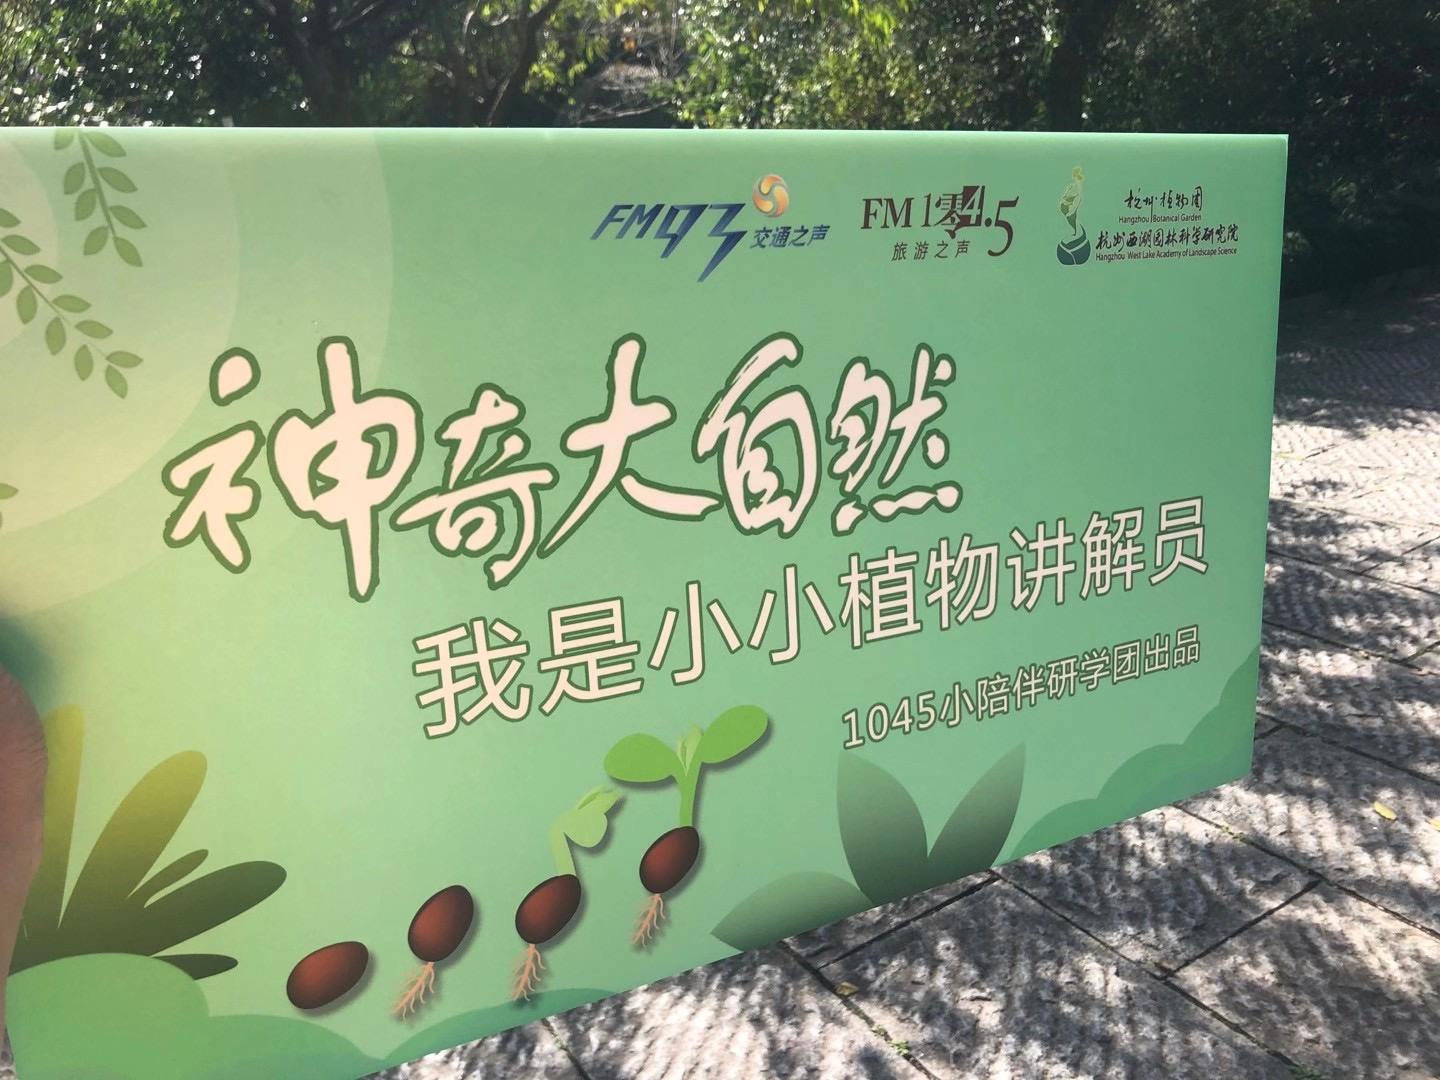 FM93 交通之声
FM1零4.5
旅游之声
杭州植物园
Hangzhou Botanical Garden
杭州西湖园林科学研究院
Hangzhou West Lake Academy of Landscape Science
神奇大自然
我是小小植物讲解员
1045小陪伴研学团出品